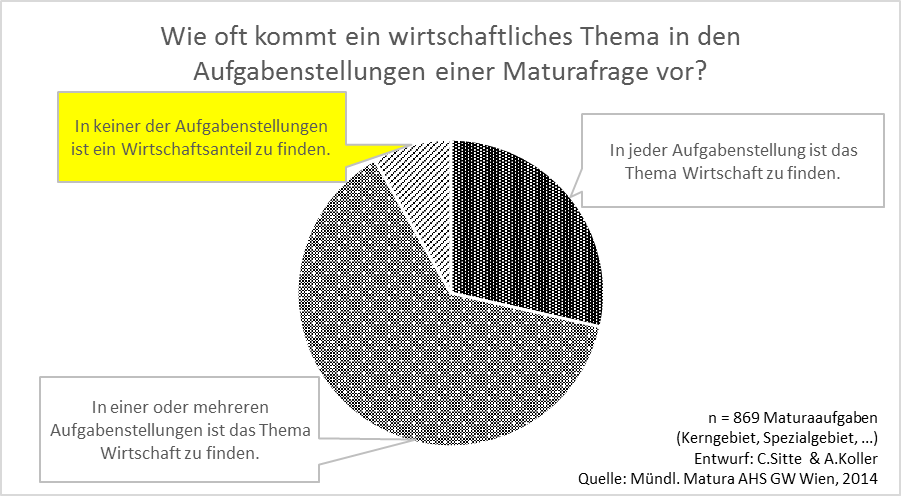 Wie oft kommt ein wirtschaftliches Thema in den
Aufgabenstellungen einer Maturafrage vor?
In keiner der Aufgabenstellungen
ist ein Wirtschaftsanteil zu finden.
In jeder Aufgabenstellung ist das
Thema Wirtschaft zu finden.
In einer oder mehreren
Aufgabenstellungen ist das Thema
Wirtschaft zu finden.
n = 869 Maturaaufgaben
(Kerngebiet, Spezialgebiet, ...)
Entwurf: C.Sitte & A.Koller
Quelle: Mündl. Matura AHS GW Wien, 2014